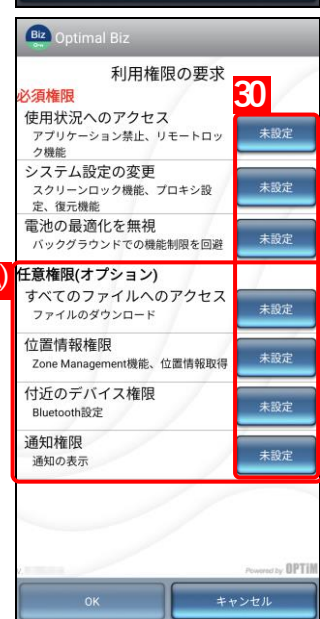 Biz
Optimal Biz
利用権限の要求
必須権限
30
使用状況へのアクセス
アプリケーション禁止、リモートロッ
ク機能
未設定
システム設定の変更
スクリーンロック機能、プロキシ設
定、復元機能
未設定
電池の最適化を無視
バックグラウンドでの機能制限を回避
未設定
任意権限(オプション)
すべてのファイルへのアクセス
ファイルのダウンロード
未設定
位置情報権限
Zone Management機能、位置情報取得
未設定
付近のデバイス権限
Bluetooth設定
未設定
通知権限
通知の表示
未設定
Powered by OPTiM
OK
キャンセル